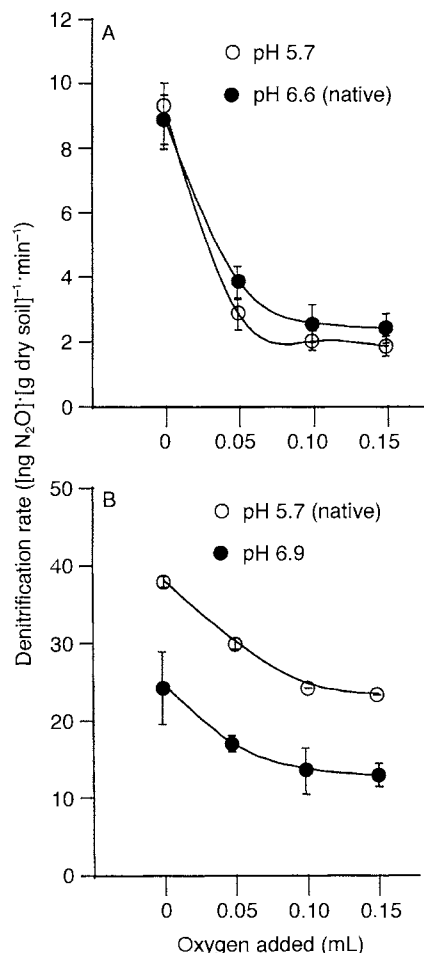 A
pH 5.7
pH 6.6 (native)
12
10
8
6
4
2
0
0 0.05 0.10 0.15
Denitrification rate ([ng N₂O]·[g dry soil]⁻¹·min⁻¹)
B
pH 5.7 (native)
pH 6.9
50
40
30
20
10
0
0 0.05 0.10 0.15
Oxygen added (mL)